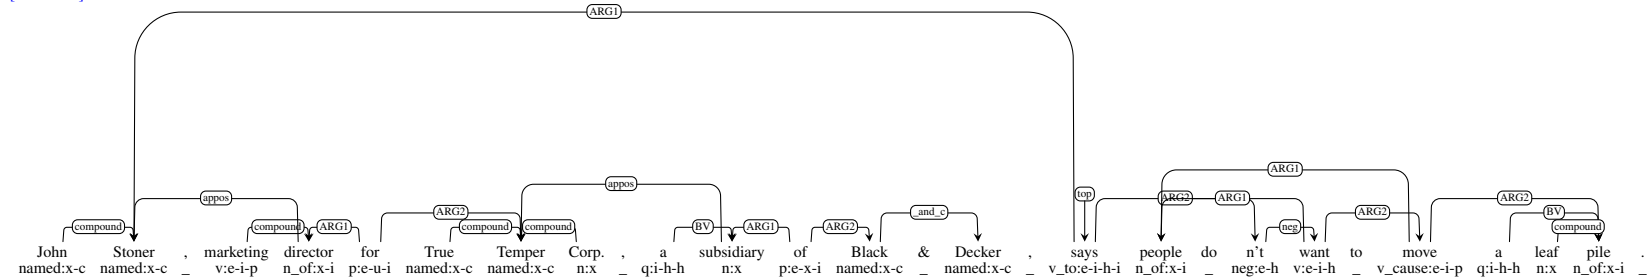 ARG1
ARG1
appos
appos
top
ARG2 ARG1
ARG2
ARG2
_and_c
ARG2
BV
compound
compound
ARG1
compound
compound
BV
ARG1
ARG2
neg
compound
John Stoner , marketing director for True Temper Corp. , a subsidiary of Black & Decker , says people do n't want to move a leaf pile .
named:x-c named:x-c _ v:e-i-p n_of:x-i p:e-u-i named:x-c named:x-c n:x _ q:i-h-h n:x p:e-x-i named:x-c _ named:x-c _ v_to:e-i-h-i n_of:x-i _ neg:e-h v:e-i-h _ v_cause:e-i-p q:i-h-h n:x n_of:x-i _